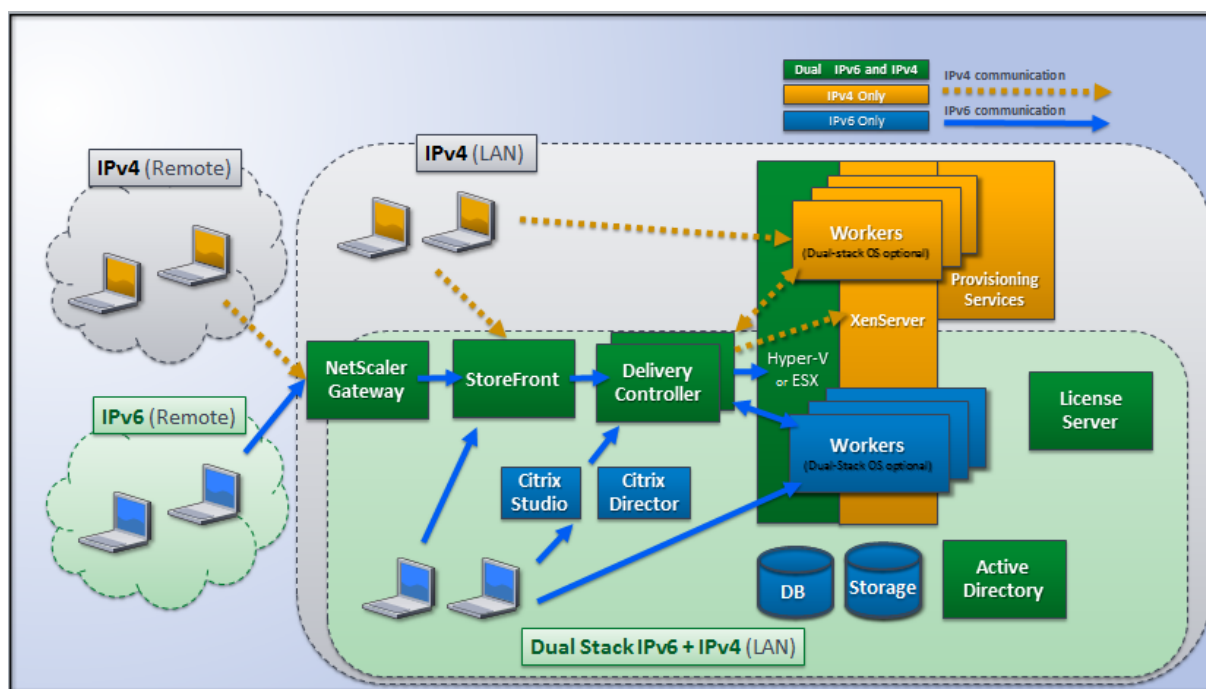 Dual IPv6 and IPv4
IPv4 Only
IPv6 Only
IPv4 communication
IPv6 communication
IPv4 (Remote)
IPv4 (LAN)
Workers
(Dual-stack OS optional)
Provisioning
Services
XenServer
NetScaler
Gateway
StoreFront
Delivery
Controller
Hyper-V
or ESX
License
Server
IPv6 (Remote)
Workers
(Dual-Stack OS optional)
Citrix
Studio
Citrix
Director
DB
Storage
Active
Directory
Dual Stack IPv6 + IPv4 (LAN)